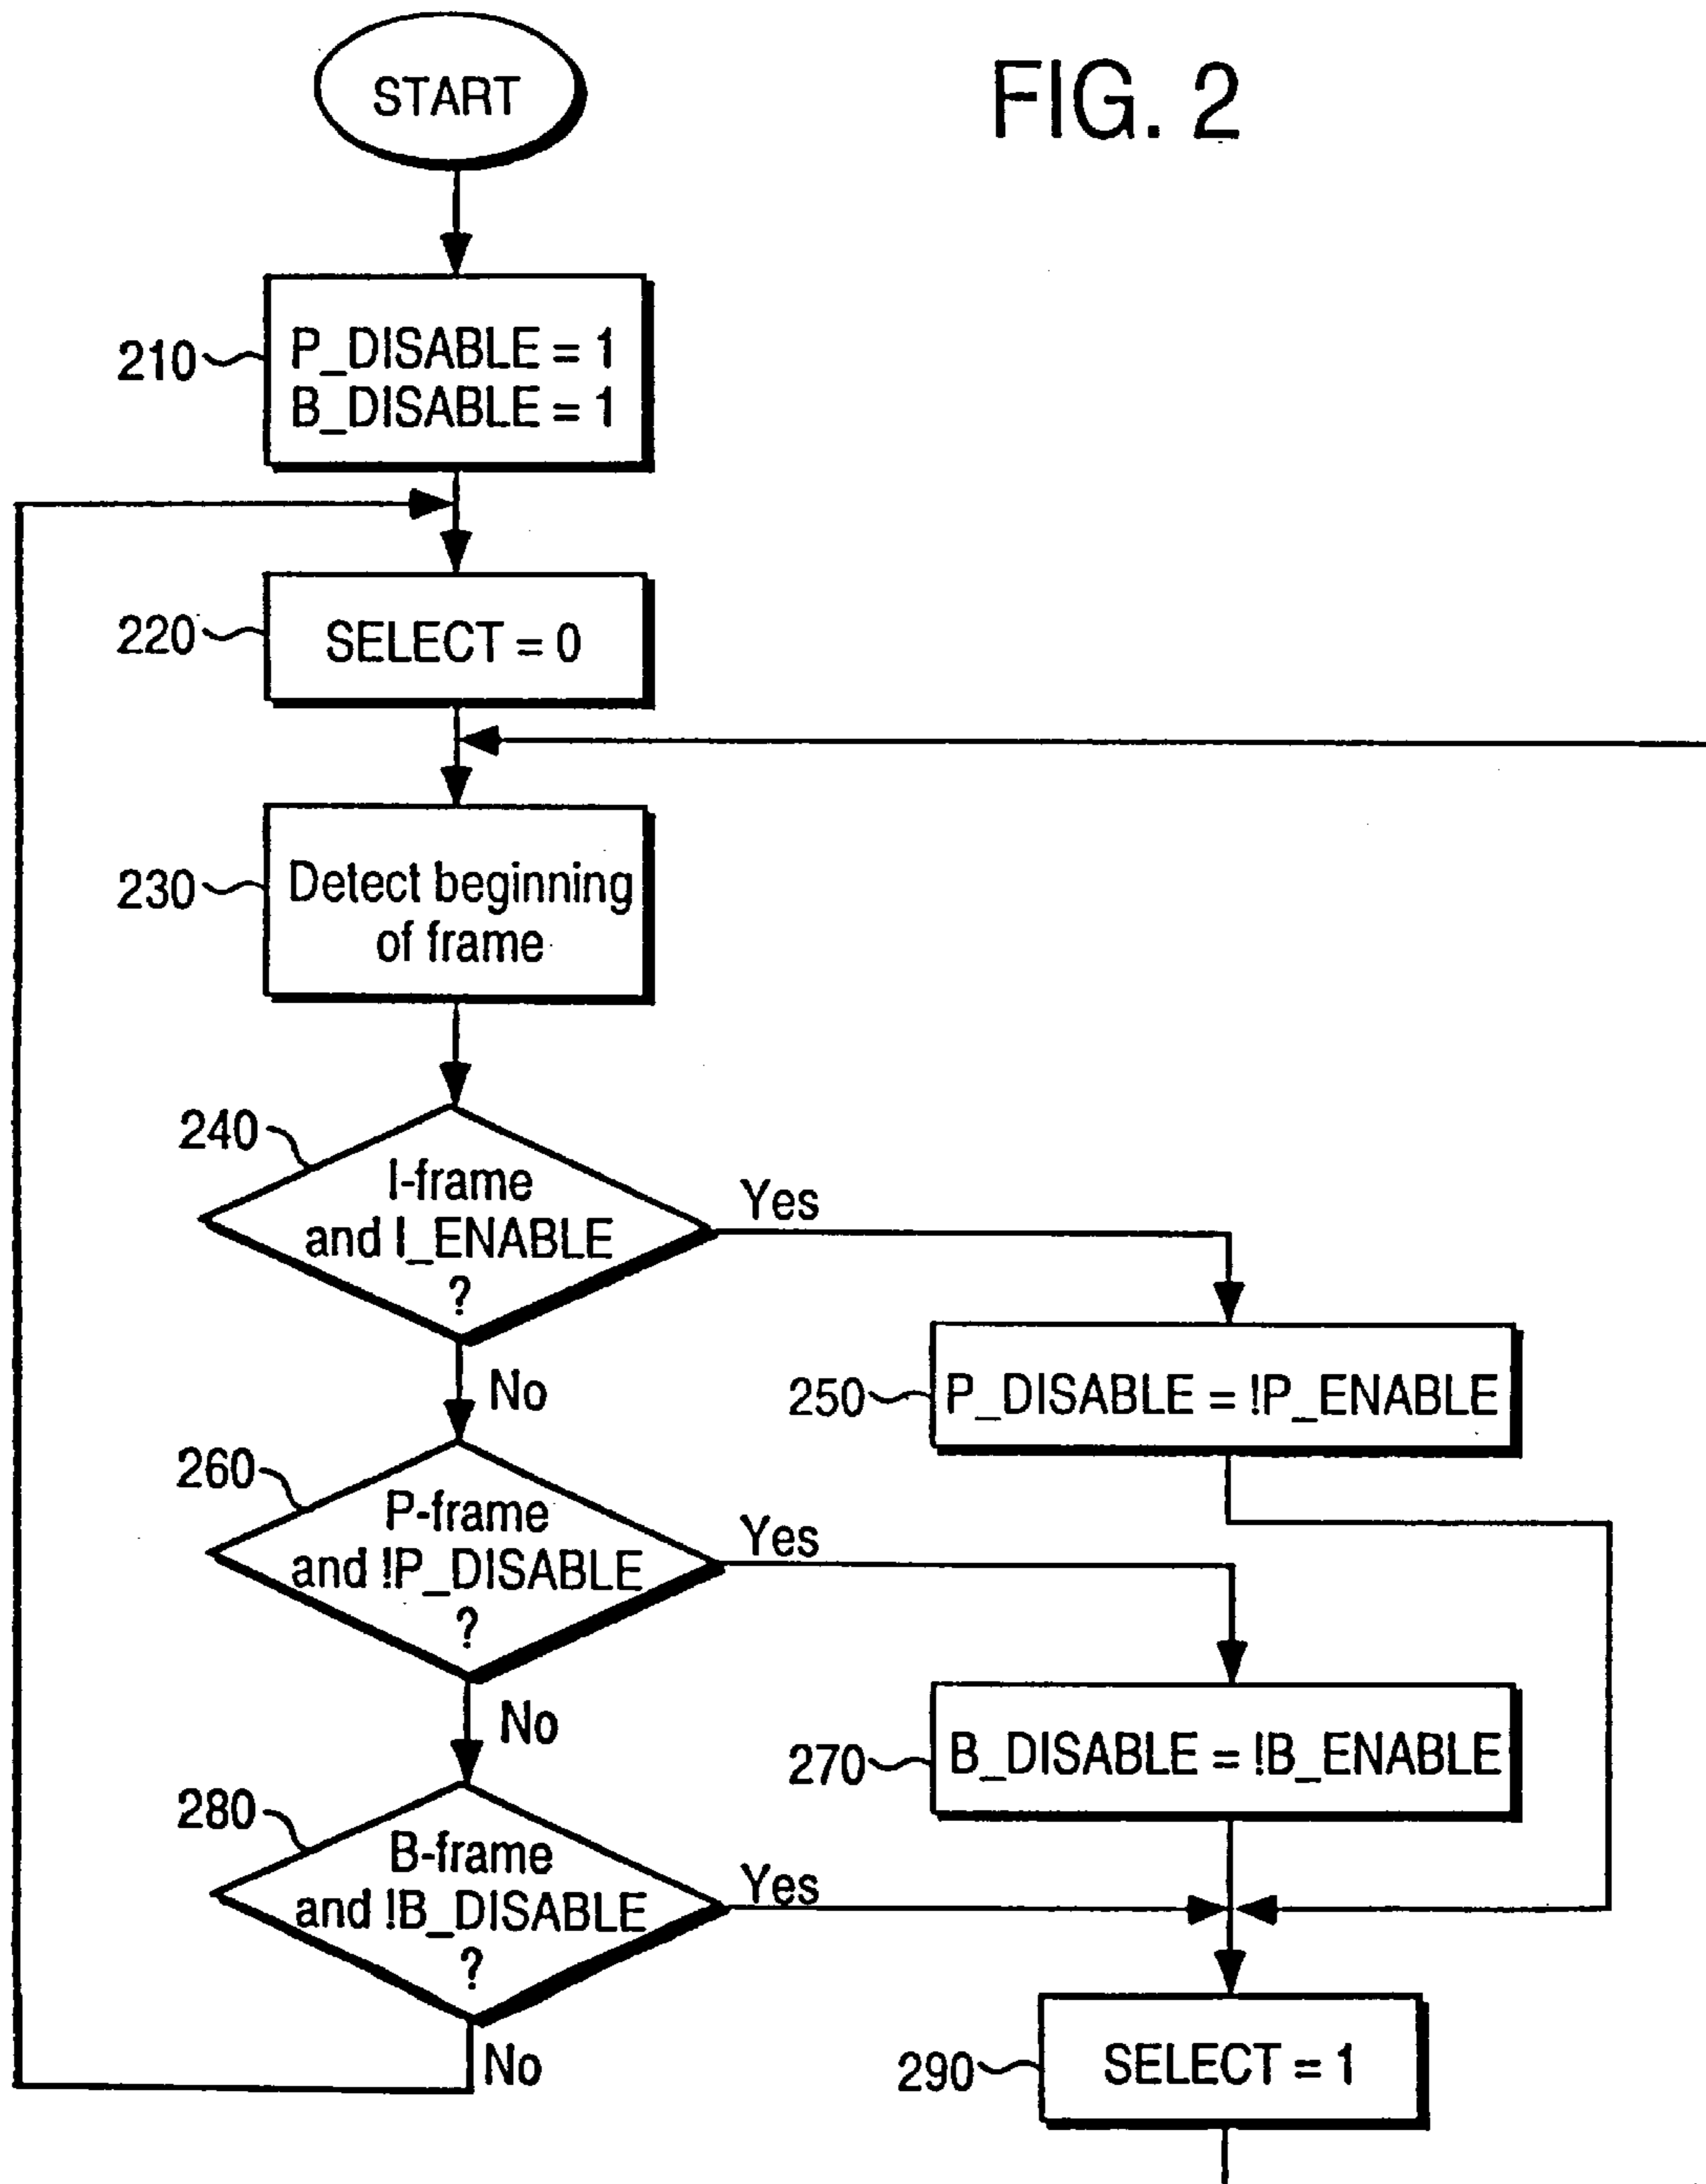 START
FIG. 2
210
P_DISABLE = 1
B_DISABLE = 1
220
SELECT = 0
230
Detect beginning
of frame
240
I-frame
and I_ENABLE
?
Yes
No
250
P_DISABLE = !P_ENABLE
260
P-frame
and !P_DISABLE
?
Yes
No
270
B_DISABLE = !B_ENABLE
280
B-frame
and !B_DISABLE
?
Yes
No
290
SELECT = 1